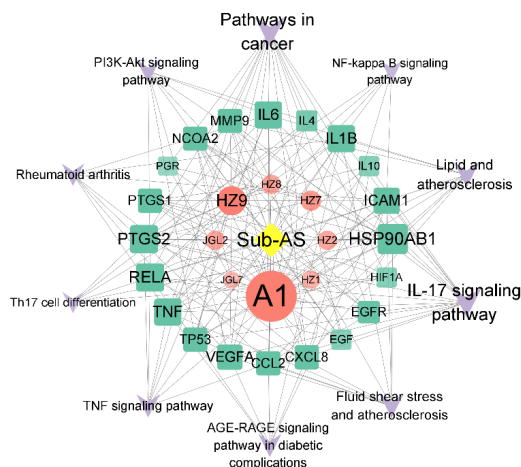 Pathways in
cancer
PI3K-Akt signaling
pathway
NF-kappa B signaling
pathway
MMP9
IL6
IL4
NCOA2
IL1B
PGR
IL10
Rheumatoid arthritis
Lipid and
atherosclerosis
HZ8
PTGS1
HZ9
HZ7
ICAM1
PTGS2
JGL2
Sub-AS
HZ2
HSP90AB1
RELA
JGL7
A1
HZ1
HIF1A
IL-17 signaling
pathway
Th17 cell differentiation
TNF
EGFR
TP53
VEGFA
CCL2
CXCL8
EGF
TNF signaling pathway
Fluid shear stress
and atherosclerosis
AGE-RAGE signaling
pathway in diabetic
complications